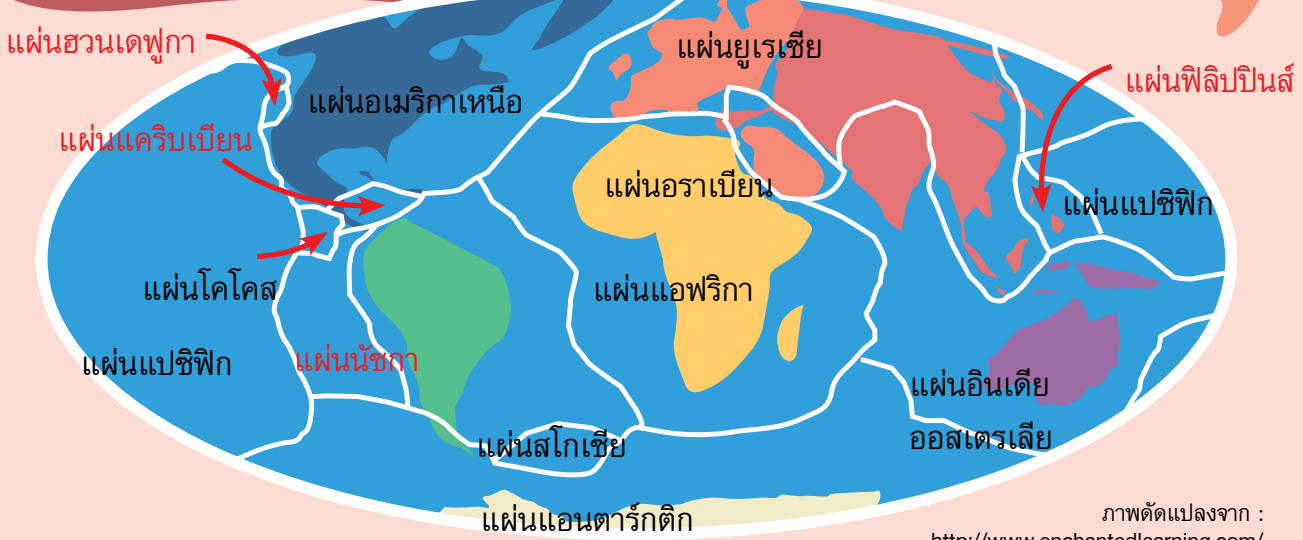 แผ่นฮวนเดฟูกา
แผ่นยูเรเซีย
แผ่นฟิลิปปินส์
แผ่นอเมริกาเหนือ
แผ่นแคริบเบียน
แผ่นอราเบียน
แผ่นแปซิฟิก
แผ่นโคโคส
แผ่นแอฟริกา
แผ่นแปซิฟิก
แผ่นนัซกา
แผ่นอินเดีย
ออสเตรเลีย
แผ่นสโกเซีย
แผ่นแอนตาร์กติก
ภาพดัดแปลงจาก :
http://www.enchantedlearning.com/